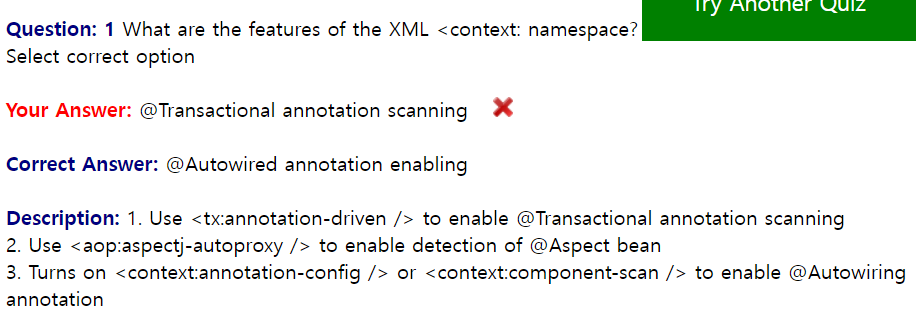 Try Another Quiz
Question: 1 What are the features of the XML <context: namespace?
Select correct option
Your Answer: @Transactional annotation scanning
Correct Answer: @Autowired annotation enabling
Description: 1. Use <tx:annotation-driven /> to enable @Transactional annotation scanning
2. Use <aop:aspectj-autoproxy /> to enable detection of @Aspect bean
3. Turns on <context:annotation-config /> or <context:component-scan /> to enable @Autowiring
annotation